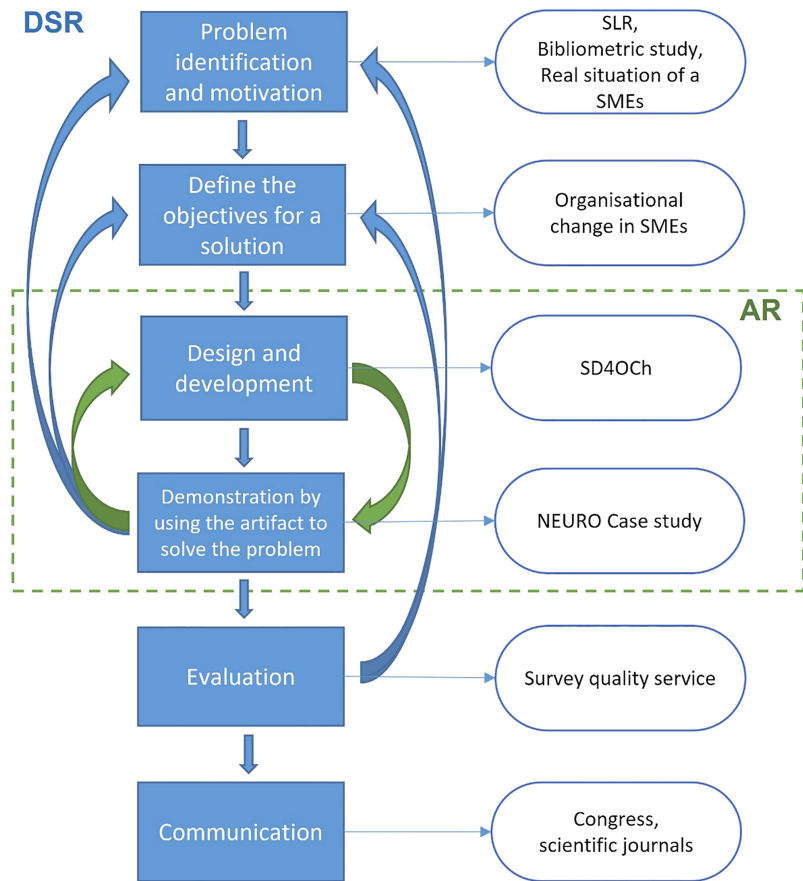 DSR
Problem
identification
and motivation
SLR,
Bibliometric study,
Real situation of a
SMEs
Define the
objectives for a
solution
Organisational
change in SMEs
AR
Design and
development
SD4OCh
Demonstration by
using the artifact to
solve the problem
NEURO Case study
Evaluation
Survey quality service
Communication
Congress,
scientific journals